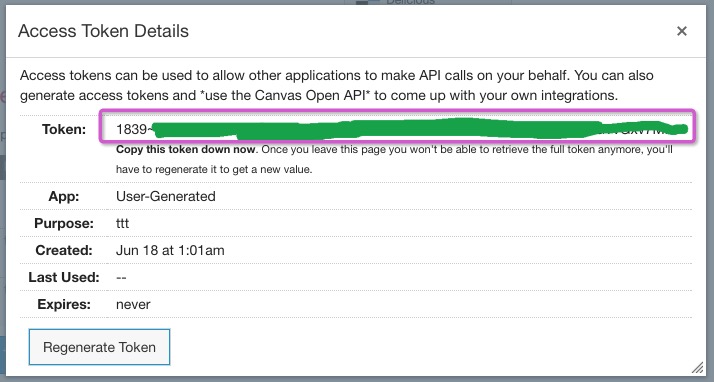 Delicious
Access Token Details ×
Access tokens can be used to allow other applications to make API calls on your behalf. You can also
generate access tokens and *use the Canvas Open API* to come up with your own integrations.
Token: 1839~
Copy this token down now. Once you leave this page you won't be able to retrieve the full token anymore, you'll
have to regenerate it to get a new value.
App: User-Generated
Purpose: ttt
Created: Jun 18 at 1:01am
Last Used: --
Expires: never
Regenerate Token